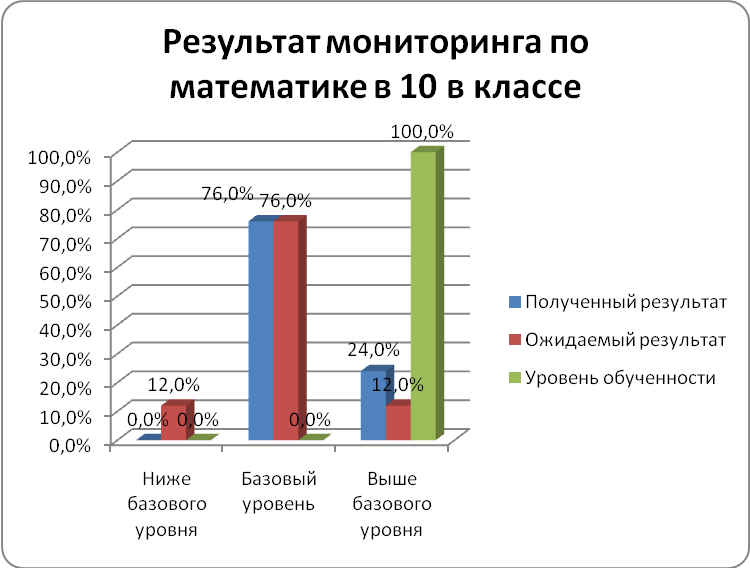 Результат мониторинга по
математике в 10 в классе
100,0%
100,0%
90,0%
80,0%
70,0%
60,0%
50,0%
40,0%
30,0%
20,0%
10,0%
0,0%
76,0% 76,0%
24,0%
12,0% 12,0%
0,0% 0,0% 0,0%
Ниже
базового
уровня
Базовый
уровень
Выше
базового
уровня
Полученный результат
Ожидаемый результат
Уровень обученности